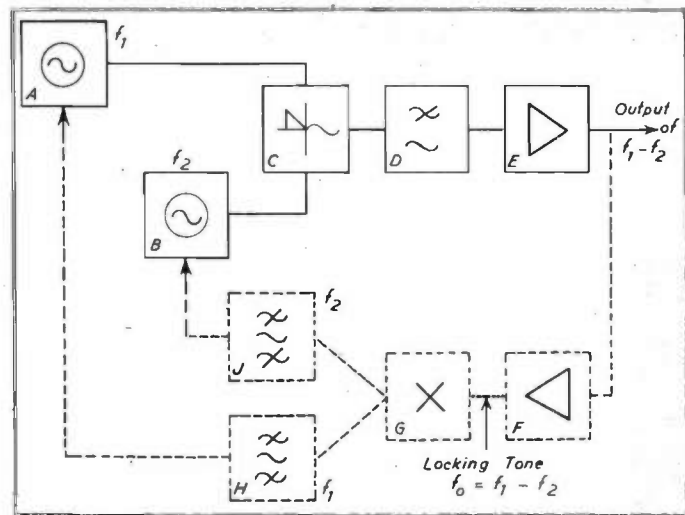 f₁
A
f₂
B
C
D
E
Output
of
f₁ – f₂
f₂
J
G
F
H
f₁
Locking Tone
f₀ = f₁ – f₂